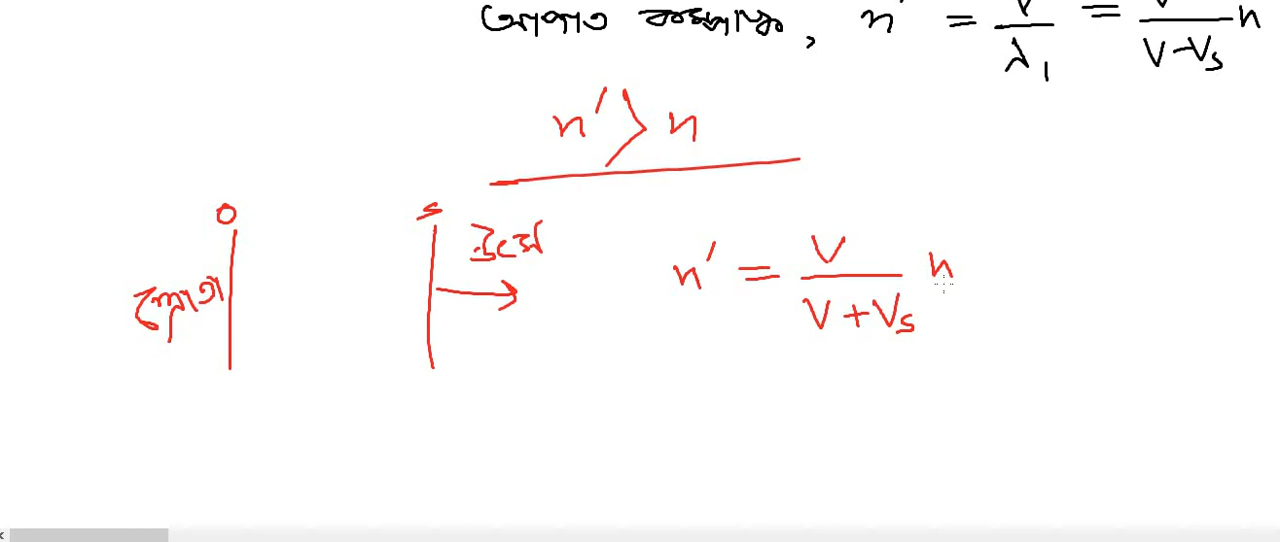 আপাত কম্পাঙ্ক, n' = V/λ₁ = V/(V-Vₛ) n
n' > n
O S
শ্রোতা উৎস → n' = V/(V+Vₛ) n